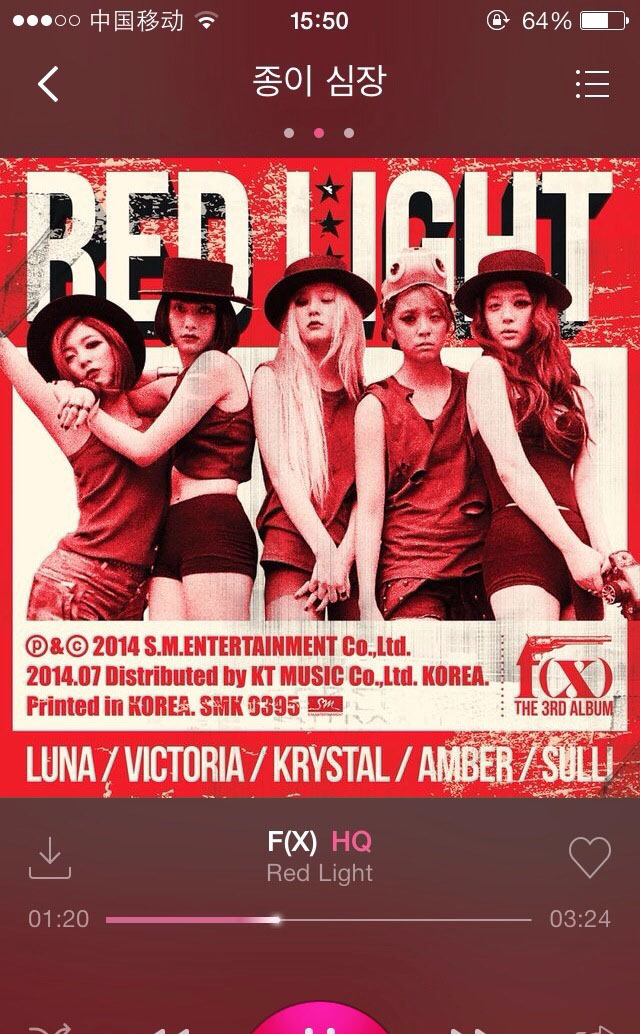 中国移动 15:50 64%
종이 심장
RED LIGHT
Ⓟ&© 2014 S.M.ENTERTAINMENT Co.,Ltd.
2014.07 Distributed by KT MUSIC Co.,Ltd. KOREA.
Printed in KOREA. SMK 0395 SM
f(x)
THE 3RD ALBUM
LUNA / VICTORIA / KRYSTAL / AMBER / SULLI
F(X) HQ
Red Light
01:20 03:24